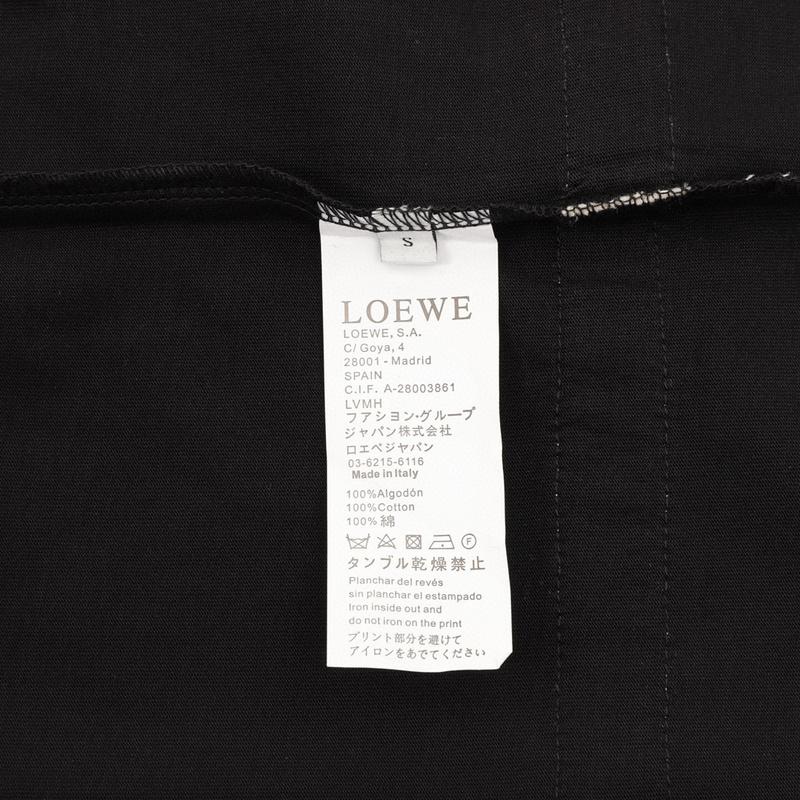 S
LOEWE
LOEWE, S.A.
C/ Goya, 4
28001 - Madrid
SPAIN
C.I.F. A-28003861
LVMH
フアシヨン·グループ
ジャパン株式会社
ロエペジヤパン
03-6215-6116
Made in Italy
100%Algodón
100%Cotton
100%綿
F
タンブル乾燥禁止
Planchar del revés
sin planchar el estampado
Iron inside out and
do not iron on the print
プリント部分を避けて
アイロンをあでてください